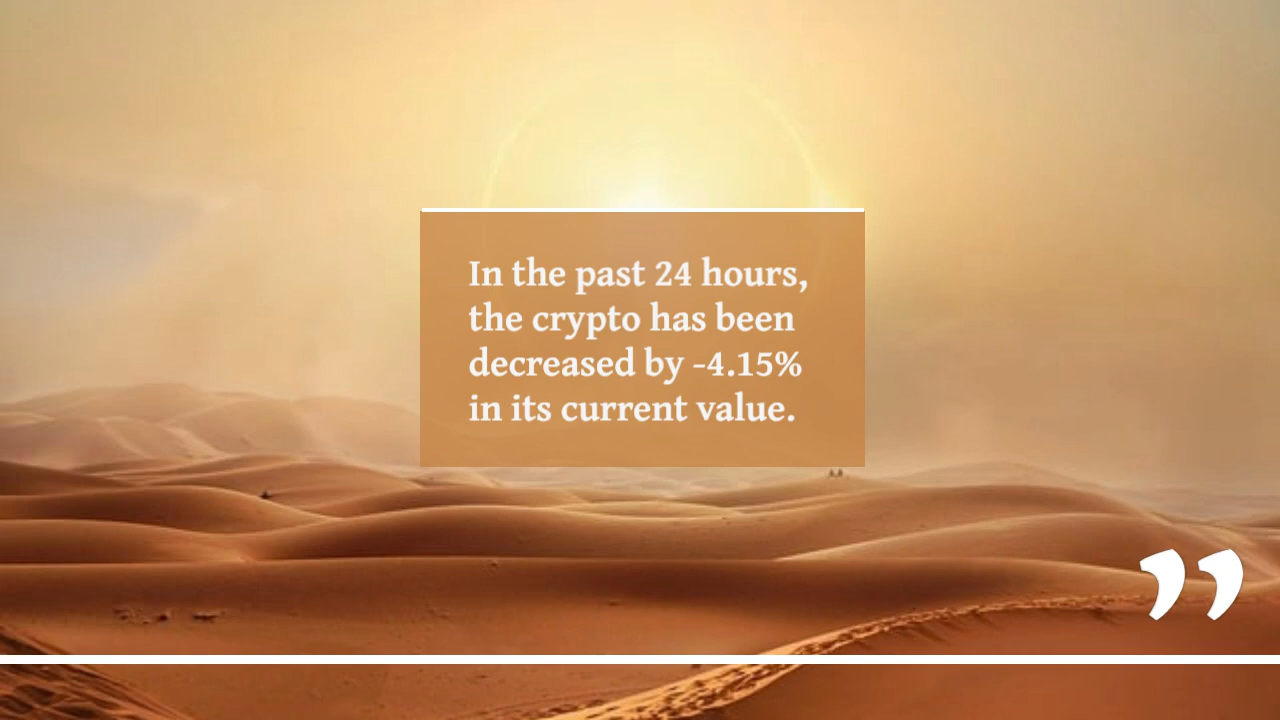 In the past 24 hours,
the crypto has been
decreased by -4.15%
in its current value.
”